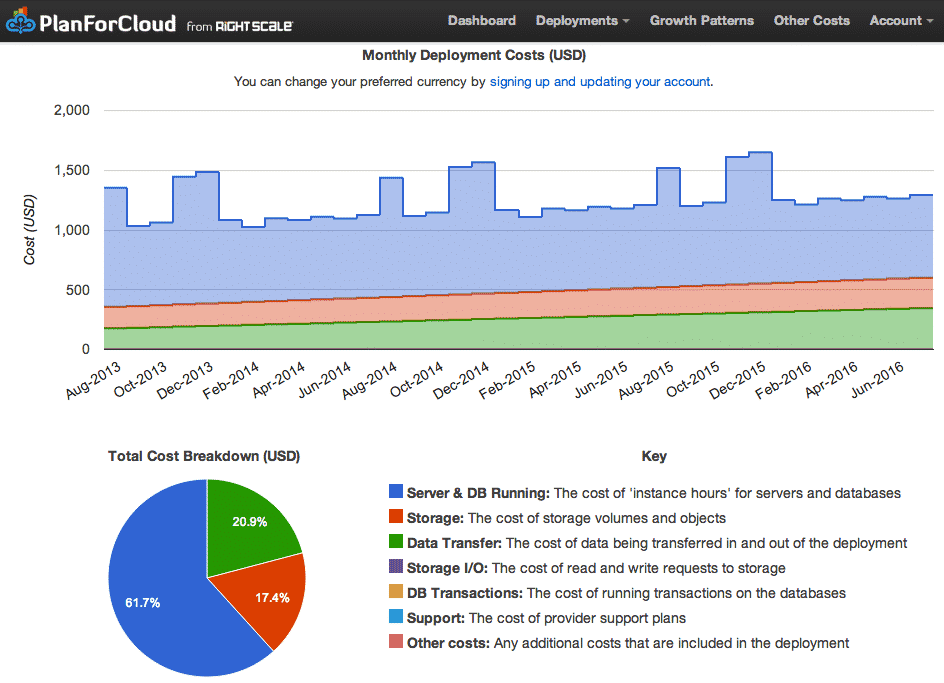 PlanForCloud from RIGHTSCALE Dashboard Deployments Growth Patterns Other Costs Account
Monthly Deployment Costs (USD)
You can change your preferred currency by signing up and updating your account.
2,000
1,500
1,000
500
0
Cost (USD)
Aug-2013 Oct-2013 Dec-2013 Feb-2014 Apr-2014 Jun-2014 Aug-2014 Oct-2014 Dec-2014 Feb-2015 Apr-2015 Jun-2015 Aug-2015 Oct-2015 Dec-2015 Feb-2016 Apr-2016 Jun-2016
Total Cost Breakdown (USD)
20.9%
17.4%
61.7%
Key
Server & DB Running: The cost of 'instance hours' for servers and databases
Storage: The cost of storage volumes and objects
Data Transfer: The cost of data being transferred in and out of the deployment
Storage I/O: The cost of read and write requests to storage
DB Transactions: The cost of running transactions on the databases
Support: The cost of provider support plans
Other costs: Any additional costs that are included in the deployment